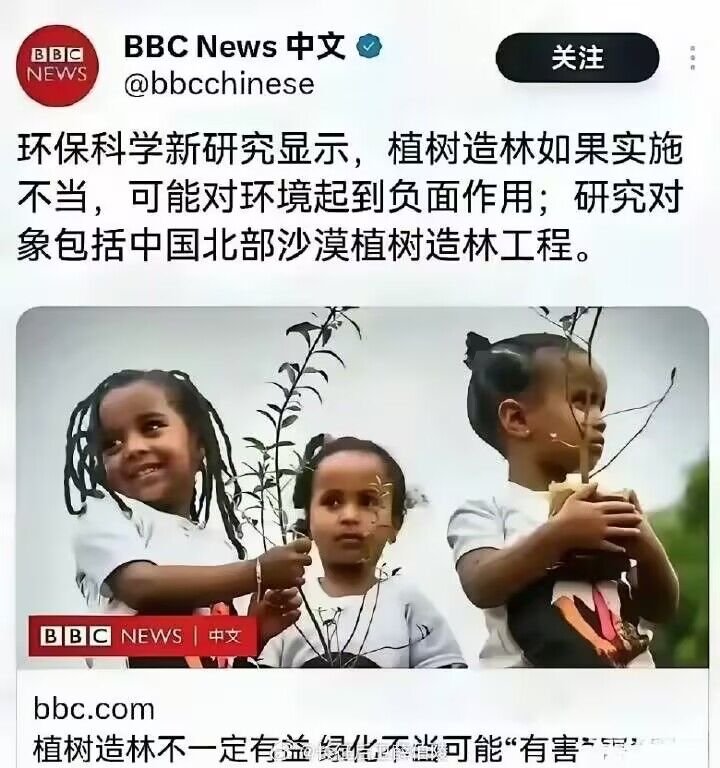 BBC NEWS
BBC News 中文
@bbcchinese
关注
环保科学新研究显示，植树造林如果实施
不当，可能对环境起到负面作用；研究对
象包括中国北部沙漠植树造林工程。
BBC NEWS | 中文
bbc.com
植树造林不一定有益 绿化不当可能“有害”